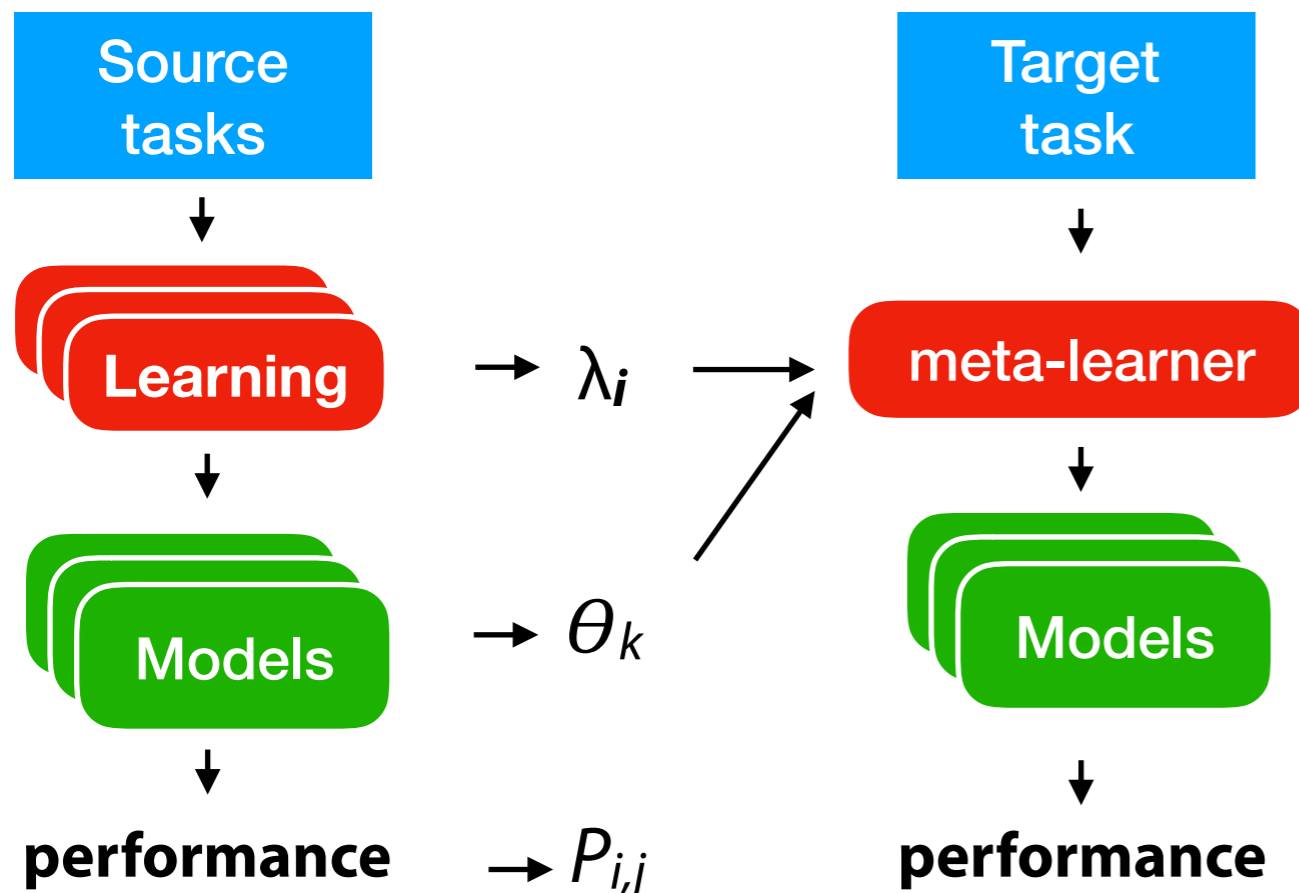 Source
tasks
Target
task
Learning
λi
meta-learner
Models
θk
Models
performance
Pi,j
performance